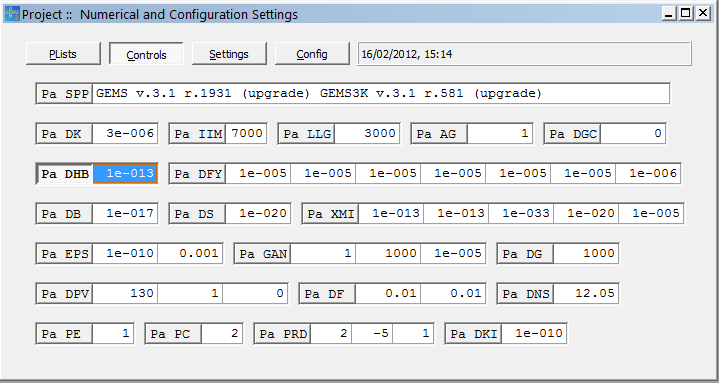 Project :: Numerical and Configuration Settings
PLists Controls Settings Config 16/02/2012, 15:14
Pa SPP GEMS v.3.1 r.1931 (upgrade) GEMS3K v.3.1 r.581 (upgrade)
Pa DK 3e-006 Pa IIM 7000 Pa LLG 3000 Pa AG 1 Pa DGC 0
Pa DHB 1e-013 Pa DFY 1e-005 1e-005 1e-005 1e-005 1e-005 1e-005 1e-006
Pa DB 1e-017 Pa DS 1e-020 Pa XMI 1e-013 1e-013 1e-033 1e-020 1e-005
Pa EPS 1e-010 0.001 Pa GAN 1 1000 1e-005 Pa DG 1000
Pa DPV 130 1 0 Pa DF 0.01 0.01 Pa DNS 12.05
Pa PE 1 Pa PC 2 Pa PRD 2 -5 1 Pa DKI 1e-010